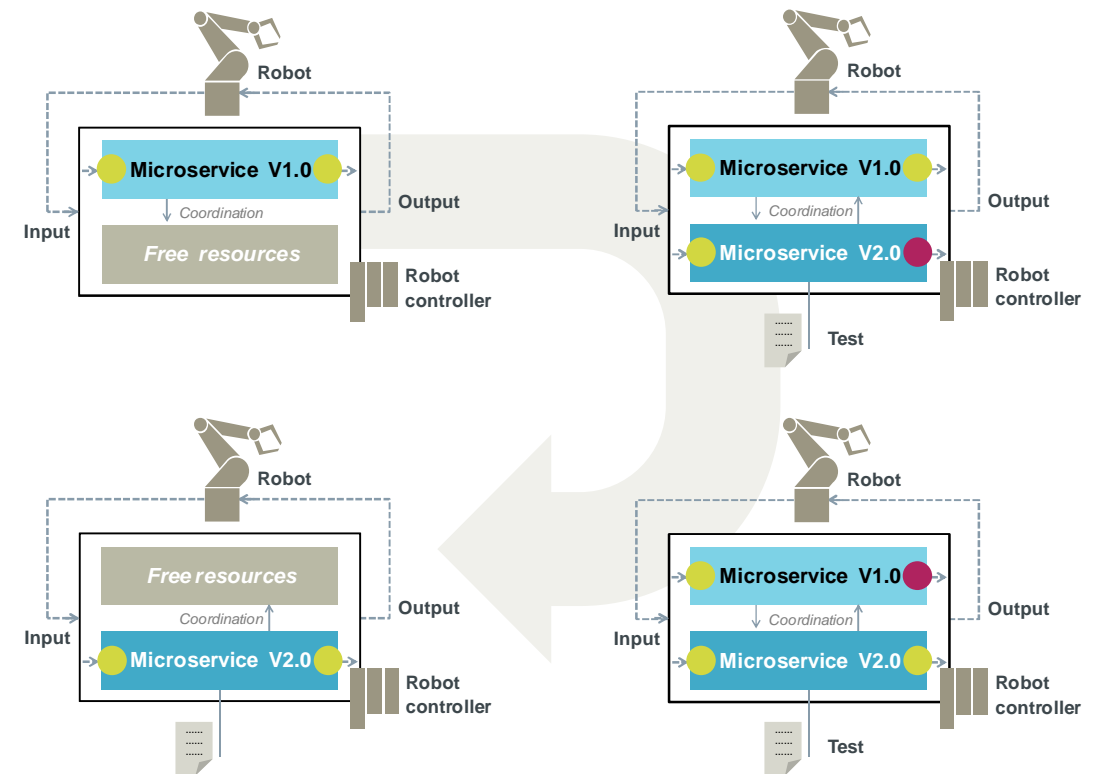 Robot
Microservice V1.0
Coordination
Output
Input
Free resources
Robot
controller
Robot
Microservice V1.0
Coordination
Output
Input
Microservice V2.0
Robot
controller
......
......
......
Test
Robot
Free resources
Coordination
Output
Input
Microservice V2.0
Robot
controller
......
......
......
Robot
Microservice V1.0
Coordination
Output
Input
Microservice V2.0
Robot
controller
......
......
......
Test